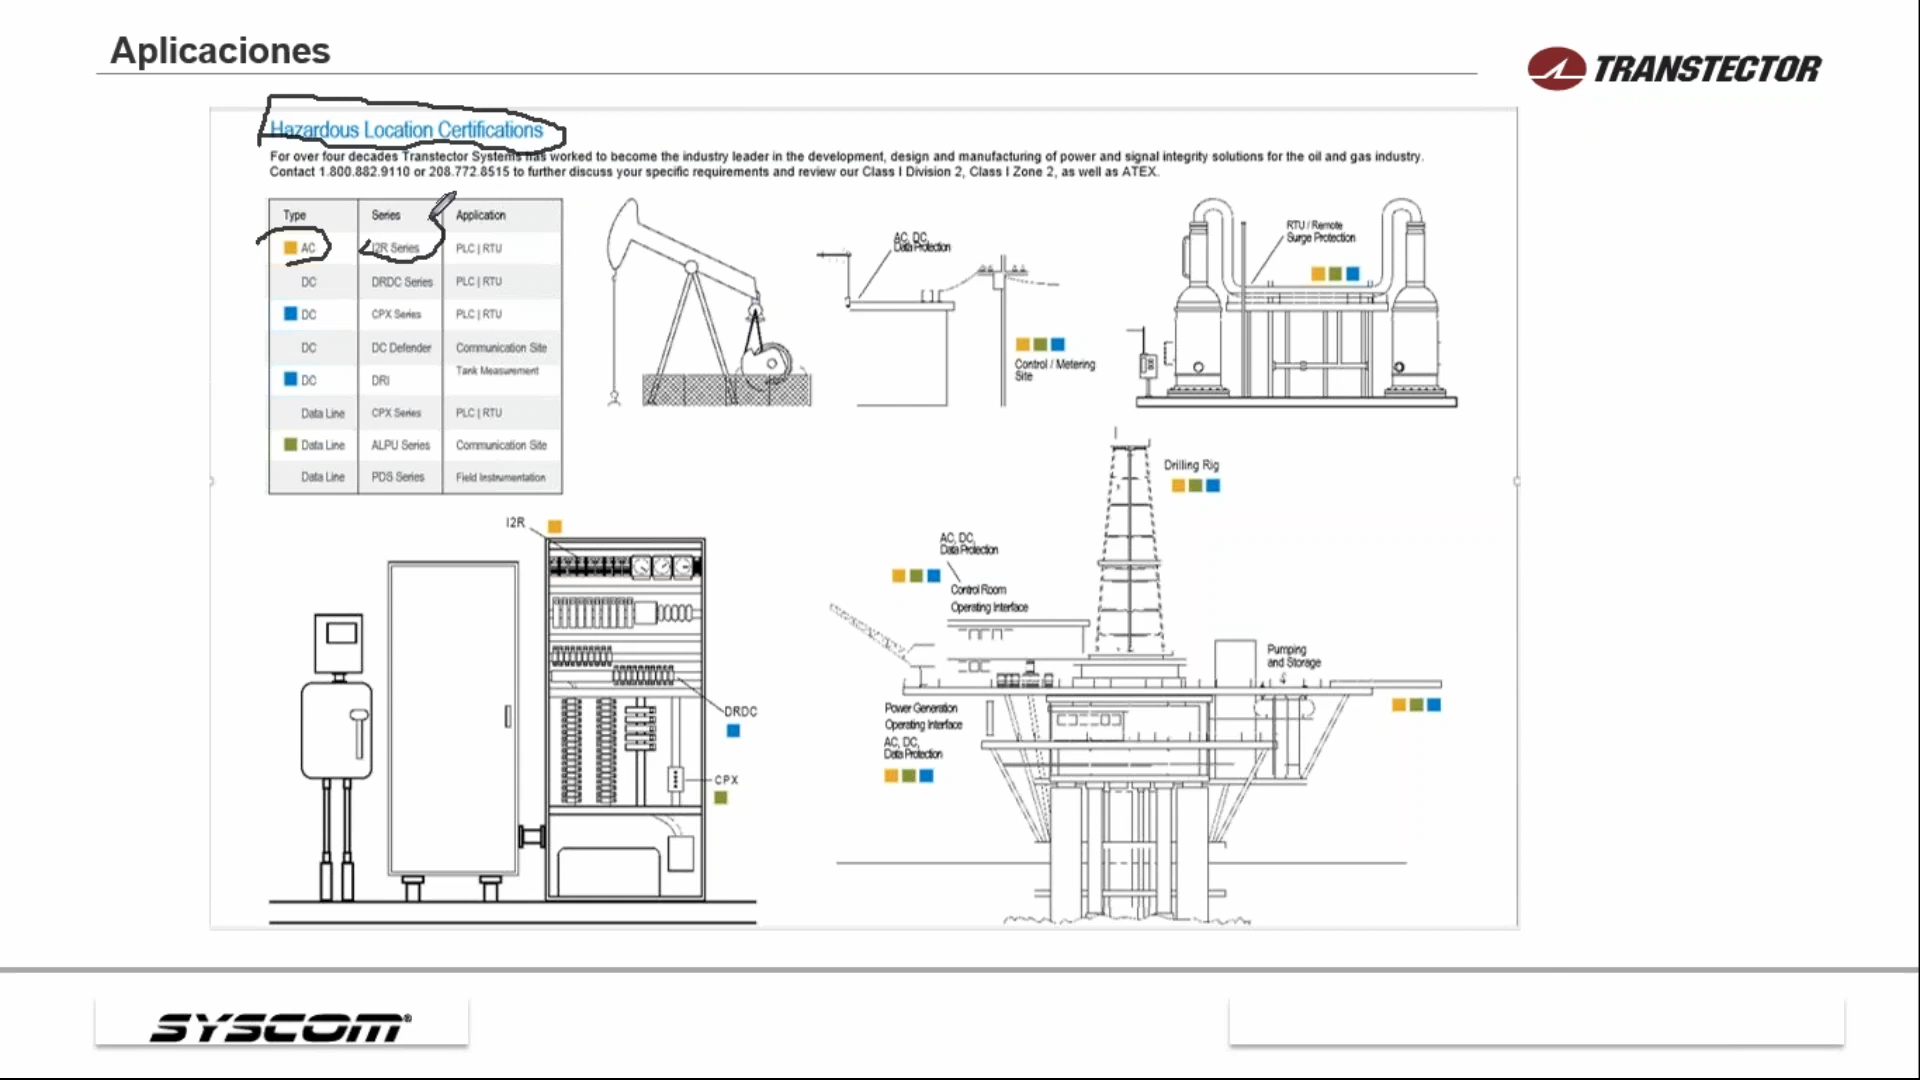 Aplicaciones
TRANSTECTOR
Hazardous Location Certifications
For over four decades Transtector Systems has worked to become the industry leader in the development, design and manufacturing of power and signal integrity solutions for the oil and gas industry.
Contact 1.800.882.9110 or 208.772.8515 to further discuss your specific requirements and review our Class I Division 2, Class I Zone 2, as well as ATEX.
Type Series Application
AC I2R Series PLC | RTU
DC DRDC Series PLC | RTU
DC CPX Series PLC | RTU
DC DC Defender Communication Site
DC DRI Tank Measurement
Data Line CPX Series PLC | RTU
Data Line ALPU Series Communication Site
Data Line PDS Series Field Instrumentation
AC, DC,
Data Protection
Control / Metering
Site
RTU / Remote
Surge Protection
Drilling Rig
I2R
DRDC
CPX
AC, DC,
Data Protection
Control Room
Operating Interface
Pumping
and Storage
Power Generation
Operating Interface
AC, DC,
Data Protection
SYSCOM®